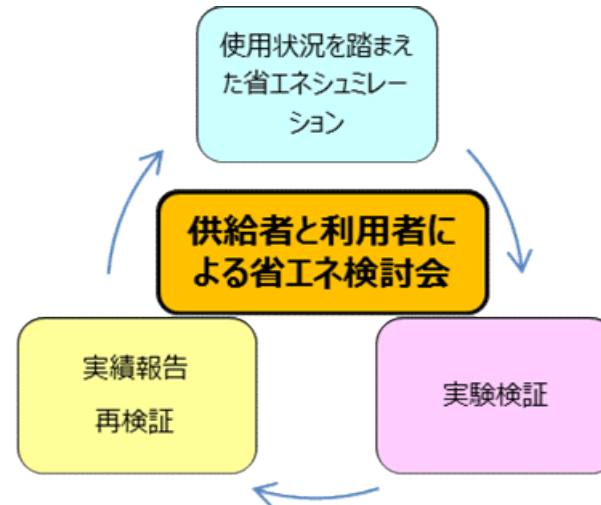 使用状況を踏まえ
た省エネシュミレー
ション
供給者と利用者に
よる省エネ検討会
実績報告
再検証
実験検証